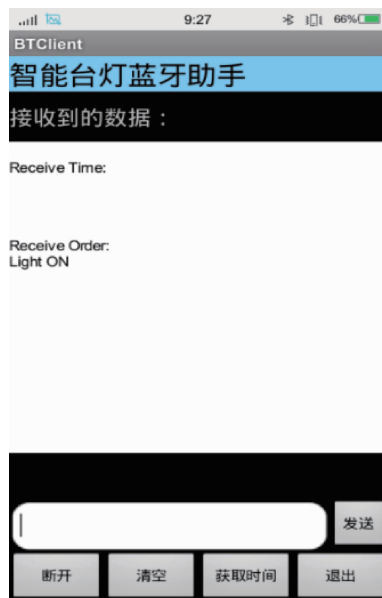 9:27
66%
BTClient
智能台灯蓝牙助手
接收到的数据：
Receive Time:
Receive Order:
Light ON
发送
断开
清空
获取时间
退出